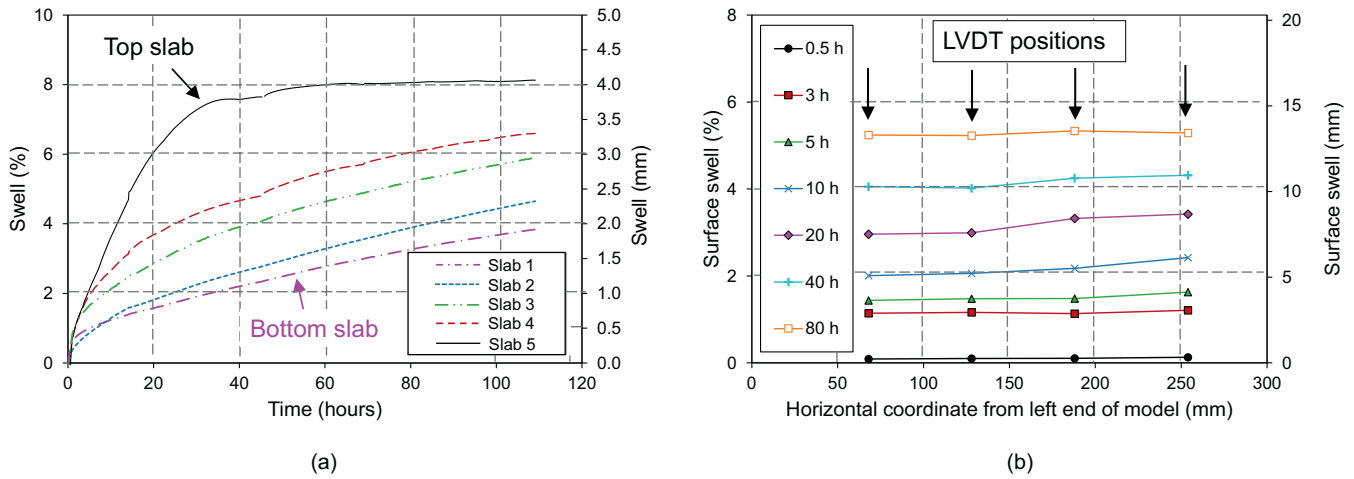 10
8
6
4
2
0
Swell (%)
5.0
4.5
4.0
3.5
3.0
2.5
2.0
1.5
1.0
0.5
0.0
Swell (mm)
Top slab
Bottom slab
Slab 1
Slab 2
Slab 3
Slab 4
Slab 5
0 20 40 60 80 100 120
Time (hours)
(a)
8
6
4
2
0
Surface swell (%)
20
15
10
5
0
Surface swell (mm)
0.5 h
3 h
5 h
10 h
20 h
40 h
80 h
LVDT positions
0 50 100 150 200 250 300
Horizontal coordinate from left end of model (mm)
(b)